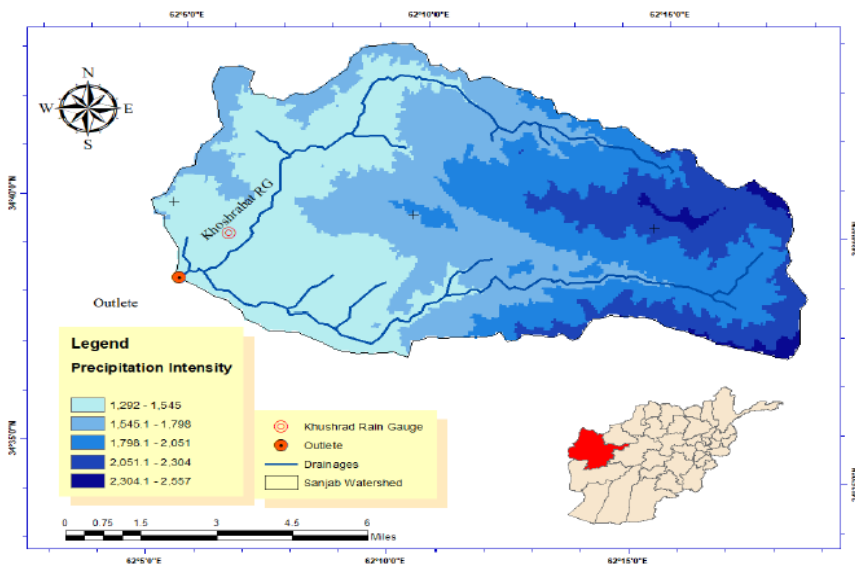 62°5'0"E
62°10'0"E
62°15'0"E
N
W
E
S
34°40'0"N
Khoshrabat RG
Outlete
Legend
Precipitation Intensity
1,292 - 1,545
1,545.1 - 1,798
1,798.1 - 2,051
2,051.1 - 2,304
2,304.1 - 2,557
Khushrad Rain Gauge
Outlete
Drainages
Sanjab Watershed
34°35'0"N
0 0.75 1.5 3 4.5 6
Miles
62°5'0"E
62°10'0"E
62°15'0"E